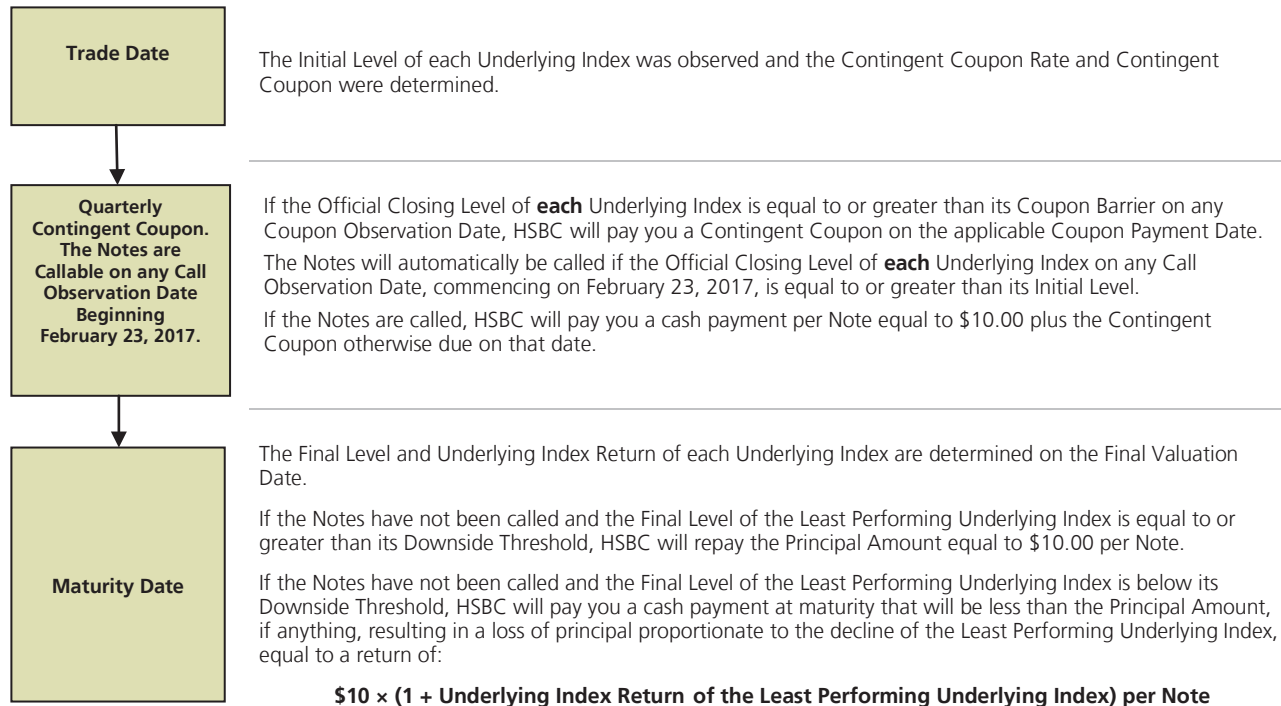 Trade Date
The Initial Level of each Underlying Index was observed and the Contingent Coupon Rate and Contingent
Coupon were determined.
Quarterly
Contingent Coupon.
The Notes are
Callable on any Call
Observation Date
Beginning
February 23, 2017.
If the Official Closing Level of each Underlying Index is equal to or greater than its Coupon Barrier on any
Coupon Observation Date, HSBC will pay you a Contingent Coupon on the applicable Coupon Payment Date.
The Notes will automatically be called if the Official Closing Level of each Underlying Index on any Call
Observation Date, commencing on February 23, 2017, is equal to or greater than its Initial Level.
If the Notes are called, HSBC will pay you a cash payment per Note equal to $10.00 plus the Contingent
Coupon otherwise due on that date.
Maturity Date
The Final Level and Underlying Index Return of each Underlying Index are determined on the Final Valuation
Date.
If the Notes have not been called and the Final Level of the Least Performing Underlying Index is equal to or
greater than its Downside Threshold, HSBC will repay the Principal Amount equal to $10.00 per Note.
If the Notes have not been called and the Final Level of the Least Performing Underlying Index is below its
Downside Threshold, HSBC will pay you a cash payment at maturity that will be less than the Principal Amount,
if anything, resulting in a loss of principal proportionate to the decline of the Least Performing Underlying Index,
equal to a return of:
$10 × (1 + Underlying Index Return of the Least Performing Underlying Index) per Note